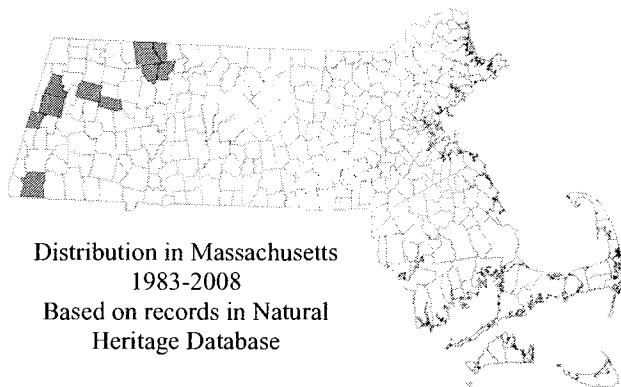 Distribution in Massachusetts
1983-2008
Based on records in Natural
Heritage Database